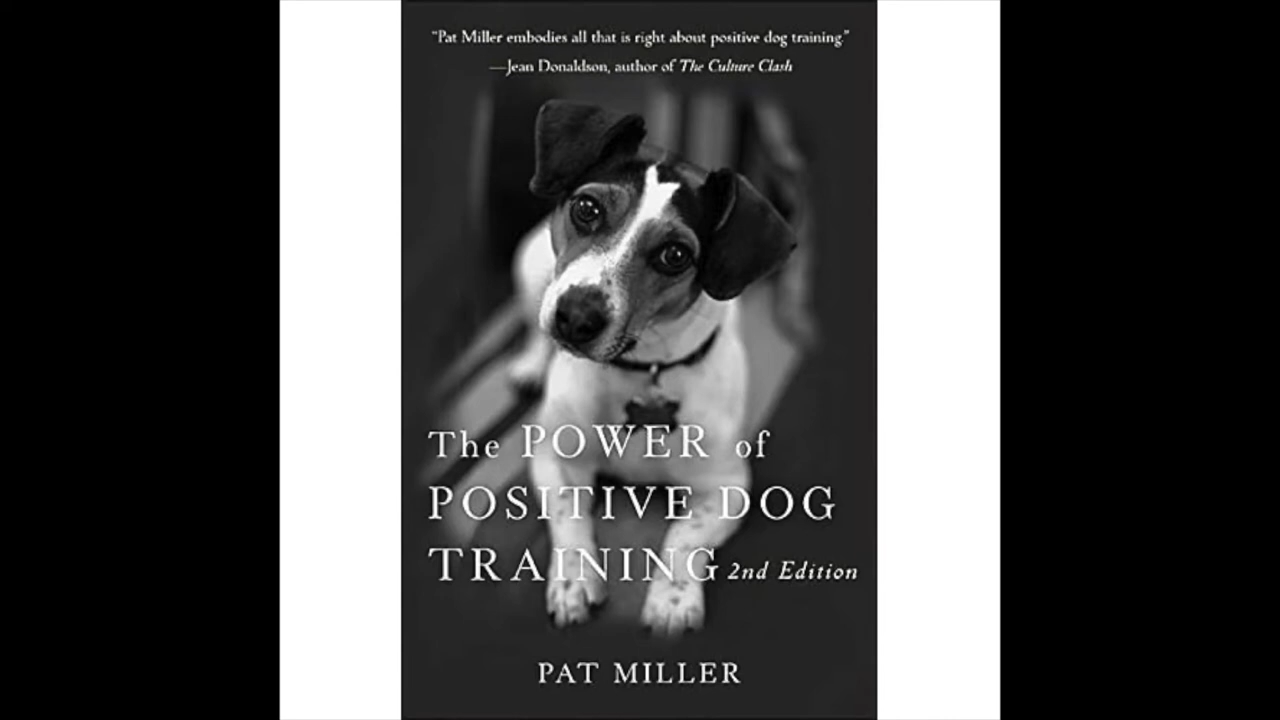 “Pat Miller embodies all that is right about positive dog training.”
—Jean Donaldson, author of The Culture Clash
The POWER of
POSITIVE DOG
TRAINING 2nd Edition
PAT MILLER